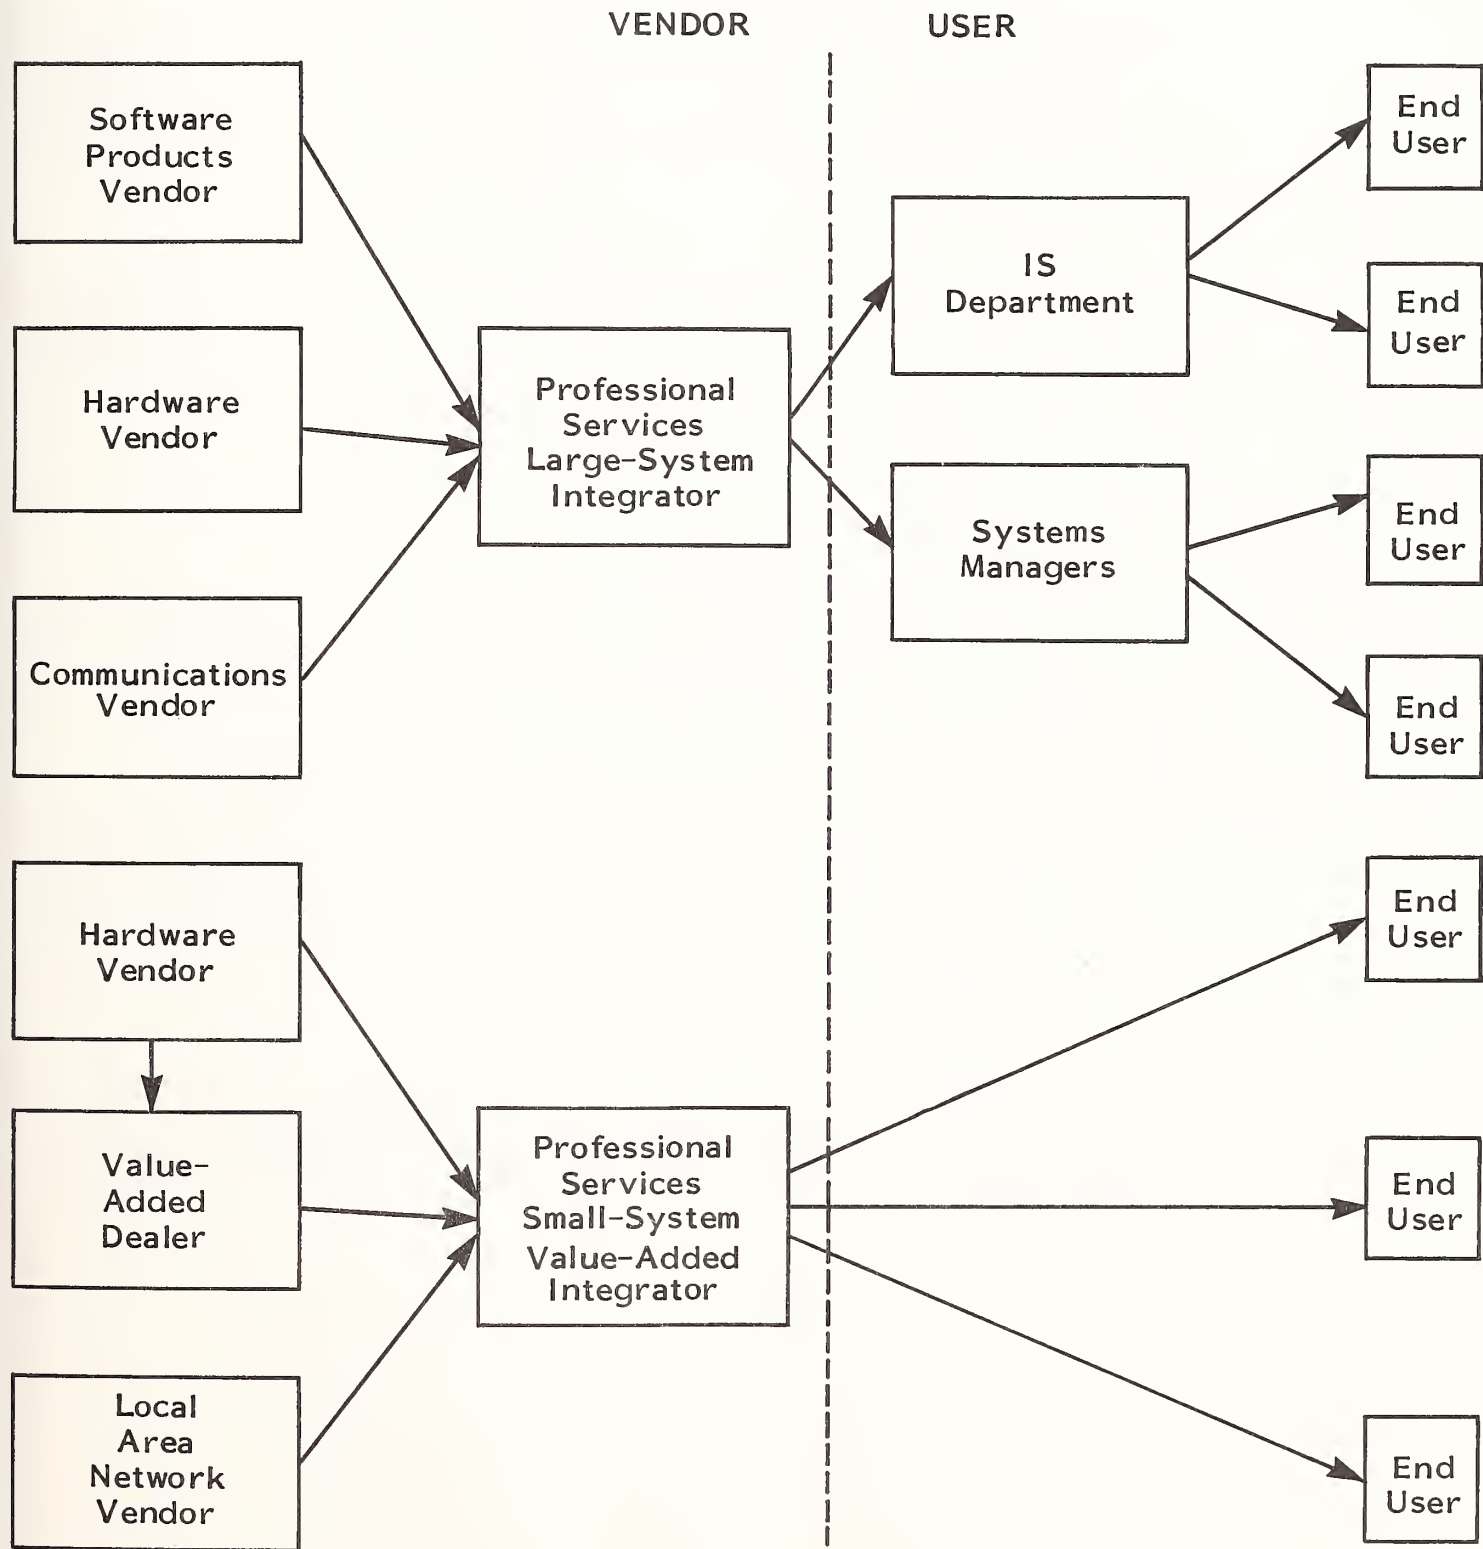 VENDOR
USER
Software
Products
Vendor
Hardware
Vendor
Communications
Vendor
Professional
Services
Large-System
Integrator
IS
Department
Systems
Managers
End
User
End
User
End
User
End
User
Hardware
Vendor
Value-
Added
Dealer
Local
Area
Network
Vendor
Professional
Services
Small-System
Value-Added
Integrator
End
User
End
User
End
User